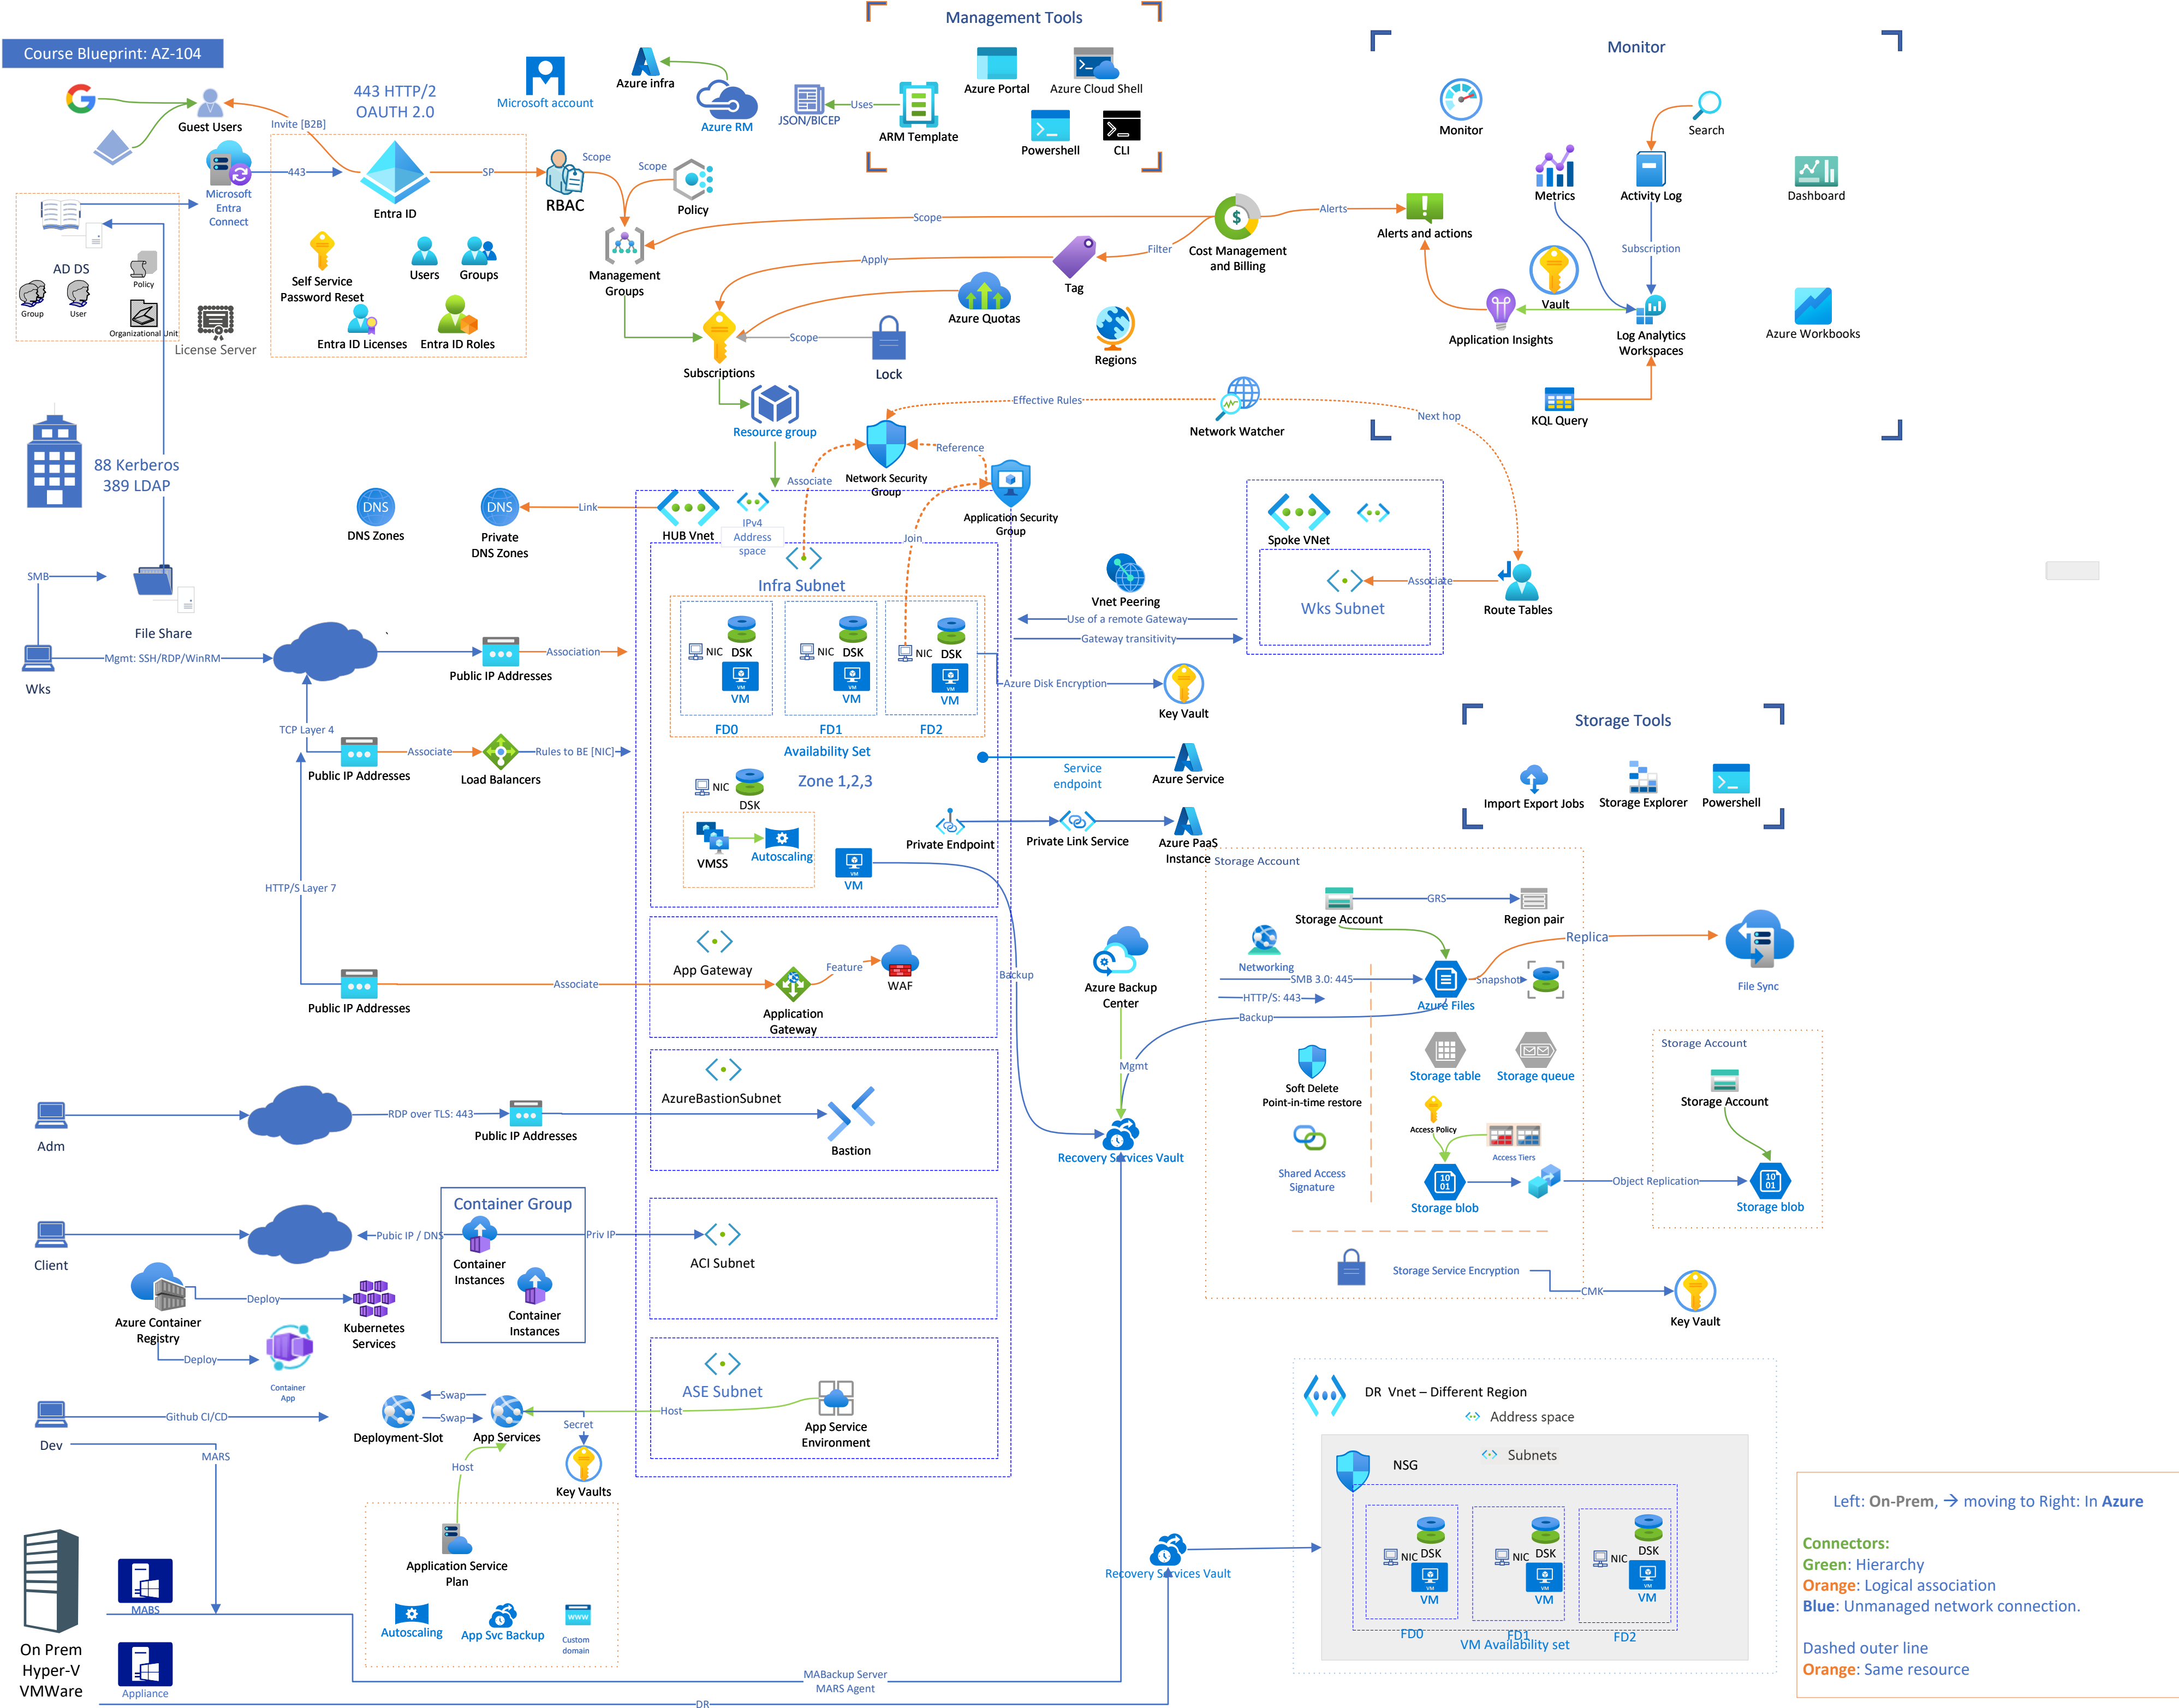 Course Blueprint: AZ-104
Management Tools
Monitor
Guest Users
Invite [B2B]
443 HTTP/2
OAUTH 2.0
Microsoft account
Azure infra
Azure RM
JSON/BICEP
Uses
ARM Template
Azure Portal
Azure Cloud Shell
Powershell
CLI
Monitor
Search
Metrics
Activity Log
Dashboard
Microsoft
Entra
Connect
443
Entra ID
SP
RBAC
Scope
Scope
Policy
Scope
Management
Groups
Cost Management
and Billing
Alerts
Alerts and actions
Filter
Tag
Apply
Subscription
Vault
AD DS
Policy
Group
User
Organizational Unit
License Server
Self Service
Password Reset
Users
Groups
Entra ID Licenses
Entra ID Roles
Azure Quotas
Regions
Application Insights
Log Analytics
Workspaces
Azure Workbooks
Subscriptions
Scope
Lock
Resource group
Effective Rules
Network Watcher
Next hop
KQL Query
88 Kerberos
389 LDAP
Reference
Associate
Network Security
Group
Application Security
Group
Join
DNS
DNS Zones
DNS
Private
DNS Zones
Link
HUB Vnet
IPv4
Address
space
Spoke VNet
Infra Subnet
Vnet Peering
Wks Subnet
Associate
Route Tables
Use of a remote Gateway
Gateway transitivity
SMB
File Share
Wks
Mgmt: SSH/RDP/WinRM
`
Public IP Addresses
Association
NIC
DSK
VM
VM
NIC
DSK
VM
VM
NIC
DSK
VM
VM
FD0
FD1
FD2
Availability Set
Azure Disk Encryption
Key Vault
TCP Layer 4
Public IP Addresses
Associate
Load Balancers
Rules to BE [NIC]
Zone 1,2,3
NIC
DSK
Service
endpoint
Azure Service
Storage Tools
Import Export Jobs
Storage Explorer
Powershell
VMSS
Autoscaling
VM
VM
Private Endpoint
Private Link Service
Azure PaaS
Instance
HTTP/S Layer 7
Storage Account
Storage Account
GRS
Region pair
Networking
Replica
File Sync
SMB 3.0: 445
HTTP/S: 443
Azure Files
Snapshot
Backup
App Gateway
Feature
WAF
Public IP Addresses
Associate
Application
Gateway
Backup
Azure Backup
Center
Mgmt
Soft Delete
Point-in-time restore
Storage table
Storage queue
Storage Account
Storage Account
Access Policy
Access Tiers
Shared Access
Signature
10
01
Storage blob
Object Replication
10
01
Storage blob
Adm
RDP over TLS: 443
Public IP Addresses
AzureBastionSubnet
Bastion
Recovery Services Vault
Client
Pubic IP / DNS
Container Group
Container
Instances
Container
Instances
Priv IP
ACI Subnet
Storage Service Encryption
CMK
Key Vault
Azure Container
Registry
Deploy
Kubernetes
Services
Deploy
Container
App
Dev
Github CI/CD
Swap
Swap
Deployment-Slot
App Services
Secret
Key Vaults
Host
ASE Subnet
App Service
Environment
MARS
Host
Application Service
Plan
Autoscaling
App Svc Backup
WWW
Custom
domain
DR Vnet – Different Region
Address space
Subnets
NSG
NIC
DSK
VM
VM
NIC
DSK
VM
VM
NIC
DSK
VM
VM
FD0
FD1
FD2
VM Availability set
Recovery Services Vault
On Prem
Hyper-V
VMWare
MABS
Appliance
MABackup Server
MARS Agent
DR
Left: On-Prem, → moving to Right: In Azure
Connectors:
Green: Hierarchy
Orange: Logical association
Blue: Unmanaged network connection.
Dashed outer line
Orange: Same resource